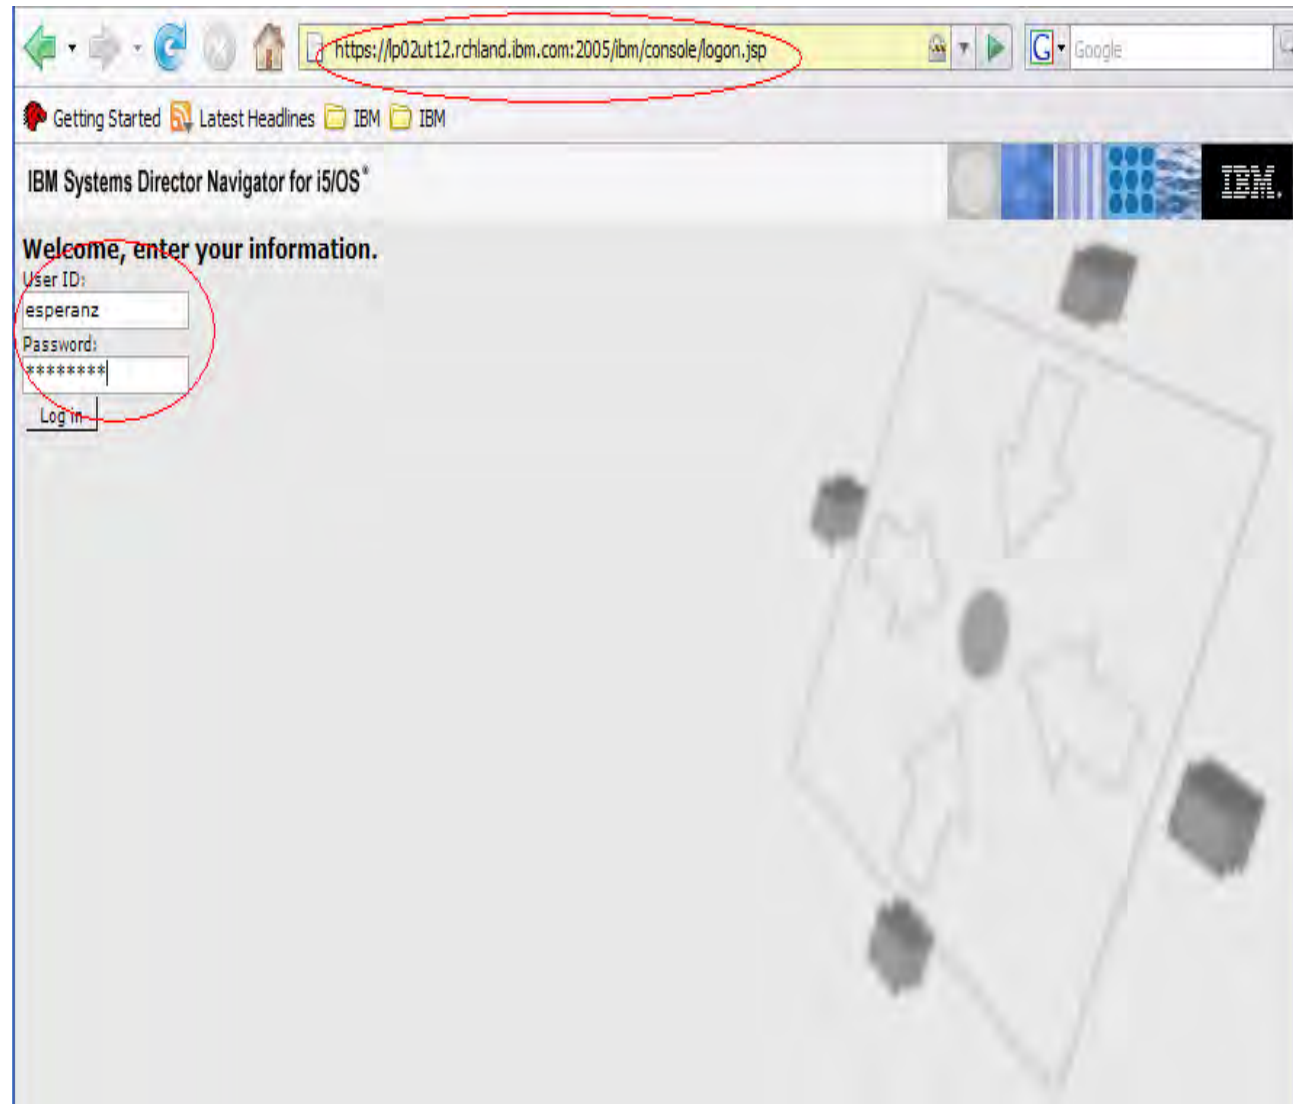 https://lp02ut12.rchland.ibm.com:2005/ibm/console/logon.jsp
G
Google
Getting Started Latest Headlines IBM IBM
IBM Systems Director Navigator for i5/OS®
IBM.
Welcome, enter your information.
User ID:
esperanz
Password:
********
Log in